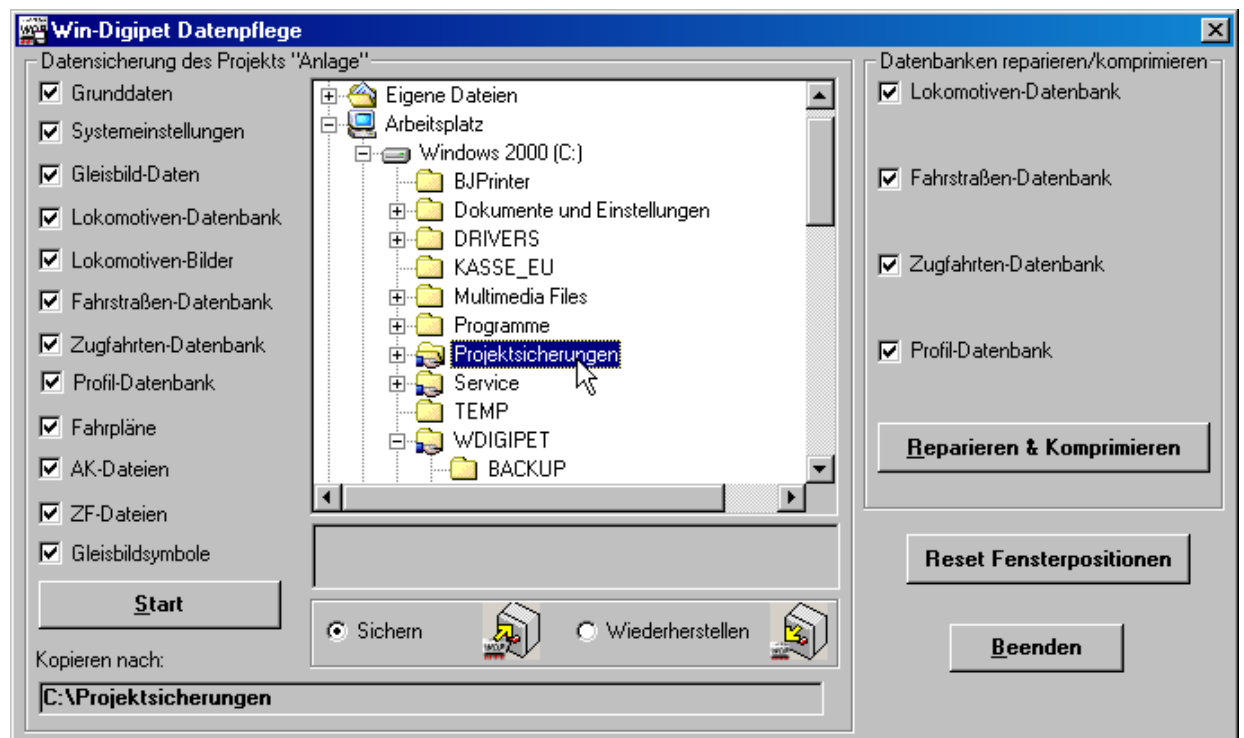 Win-Digipet Datenpflege
Datensicherung des Projekts "Anlage"
Grunddaten
Systemeinstellungen
Gleisbild-Daten
Lokomotiven-Datenbank
Lokomotiven-Bilder
Fahrstraßen-Datenbank
Zugfahrten-Datenbank
Profil-Datenbank
Fahrpläne
AK-Dateien
ZF-Dateien
Gleisbildsymbole
Start
Eigene Dateien
Arbeitsplatz
Windows 2000 (C:)
BJPrinter
Dokumente und Einstellungen
DRIVERS
KASSE_EU
Multimedia Files
Programme
Projektsicherungen
Service
TEMP
WDIGIPET
BACKUP
Sichern
Wiederherstellen
Kopieren nach:
C:\Projektsicherungen
Datenbanken reparieren/komprimieren
Lokomotiven-Datenbank
Fahrstraßen-Datenbank
Zugfahrten-Datenbank
Profil-Datenbank
Reparieren & Komprimieren
Reset Fensterpositionen
Beenden